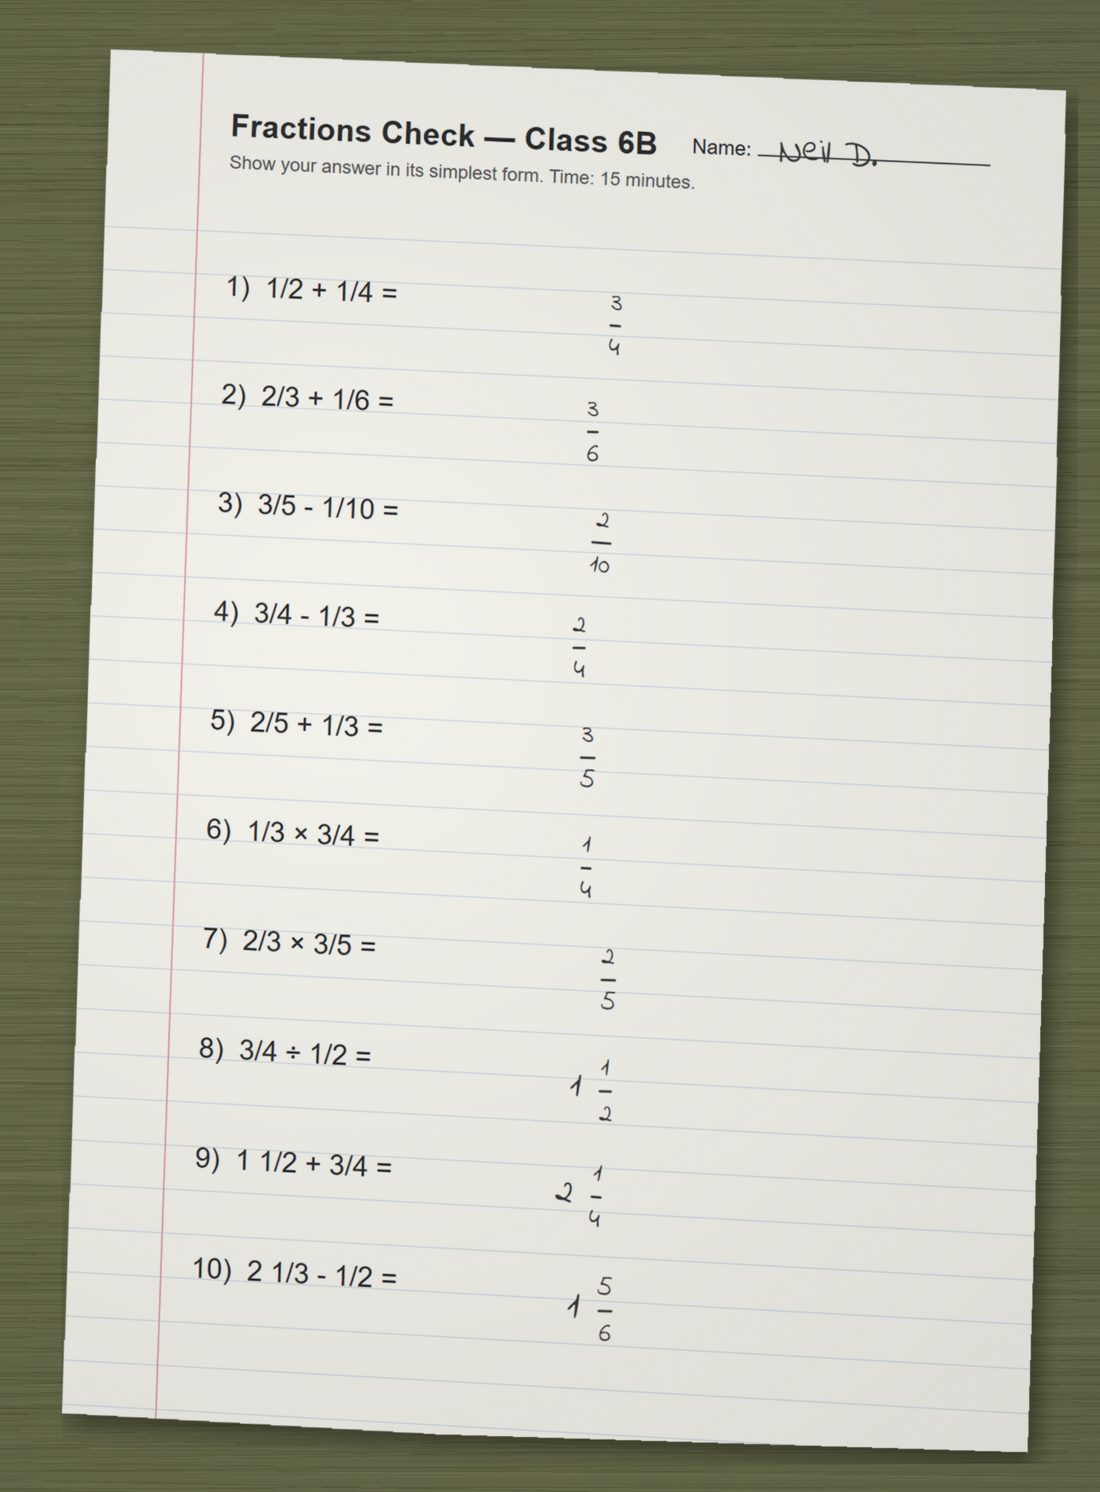 Fractions Check — Class 6B Name: Neil D.
Show your answer in its simplest form. Time: 15 minutes.
1) 1/2 + 1/4 = 3/4
2) 2/3 + 1/6 = 3/6
3) 3/5 - 1/10 = 2/10
4) 3/4 - 1/3 = 2/4
5) 2/5 + 1/3 = 3/5
6) 1/3 × 3/4 = 1/4
7) 2/3 × 3/5 = 2/5
8) 3/4 ÷ 1/2 = 1 1/2
9) 1 1/2 + 3/4 = 2 1/4
10) 2 1/3 - 1/2 = 1 5/6